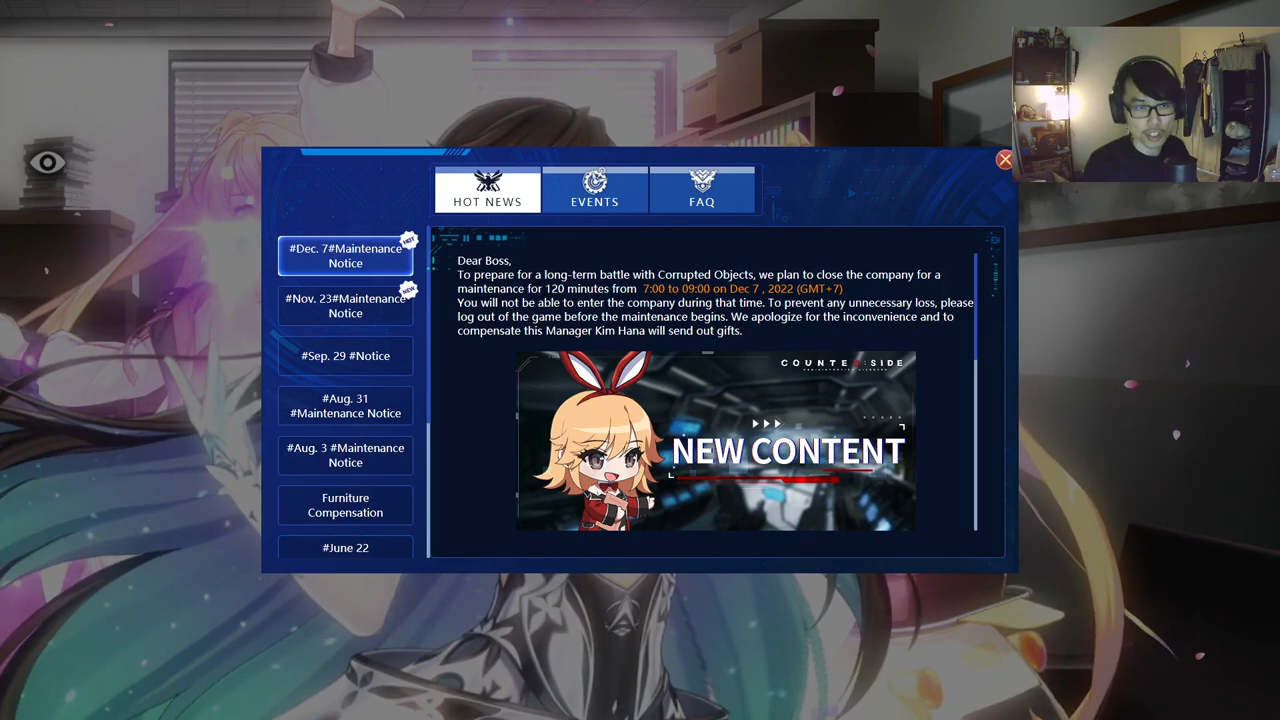 HOT NEWS
EVENTS
FAQ
#Dec. 7#Maintenance
Notice
HOT
#Nov. 23#Maintenance
Notice
NEW
#Sep. 29 #Notice
#Aug. 31
#Maintenance Notice
#Aug. 3 #Maintenance
Notice
Furniture
Compensation
#June 22
Dear Boss,
To prepare for a long-term battle with Corrupted Objects, we plan to close the company for a
maintenance for 120 minutes from 7:00 to 09:00 on Dec 7 , 2022 (GMT+7)
You will not be able to enter the company during that time. To prevent any unnecessary loss, please
log out of the game before the maintenance begins. We apologize for the inconvenience and to
compensate this Manager Kim Hana will send out gifts.
COUNTER:SIDE
NEW CONTENT